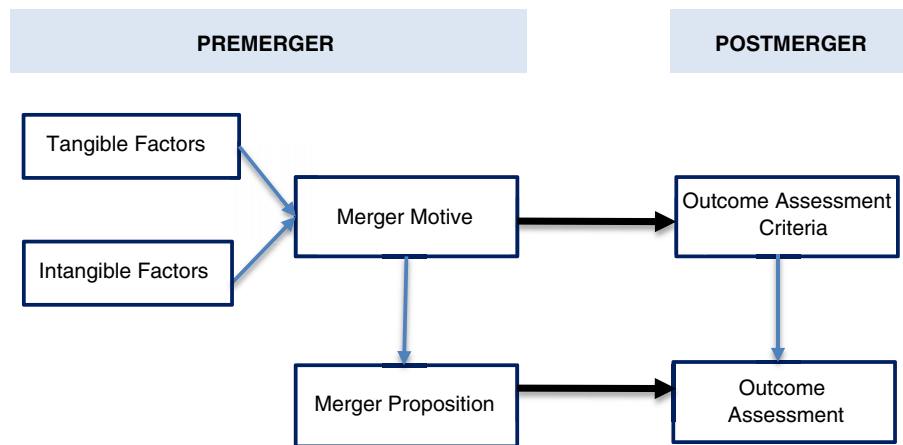 PREMERGER
POSTMERGER
Tangible Factors
Intangible Factors
Merger Motive
Outcome Assessment
Criteria
Merger Proposition
Outcome
Assessment